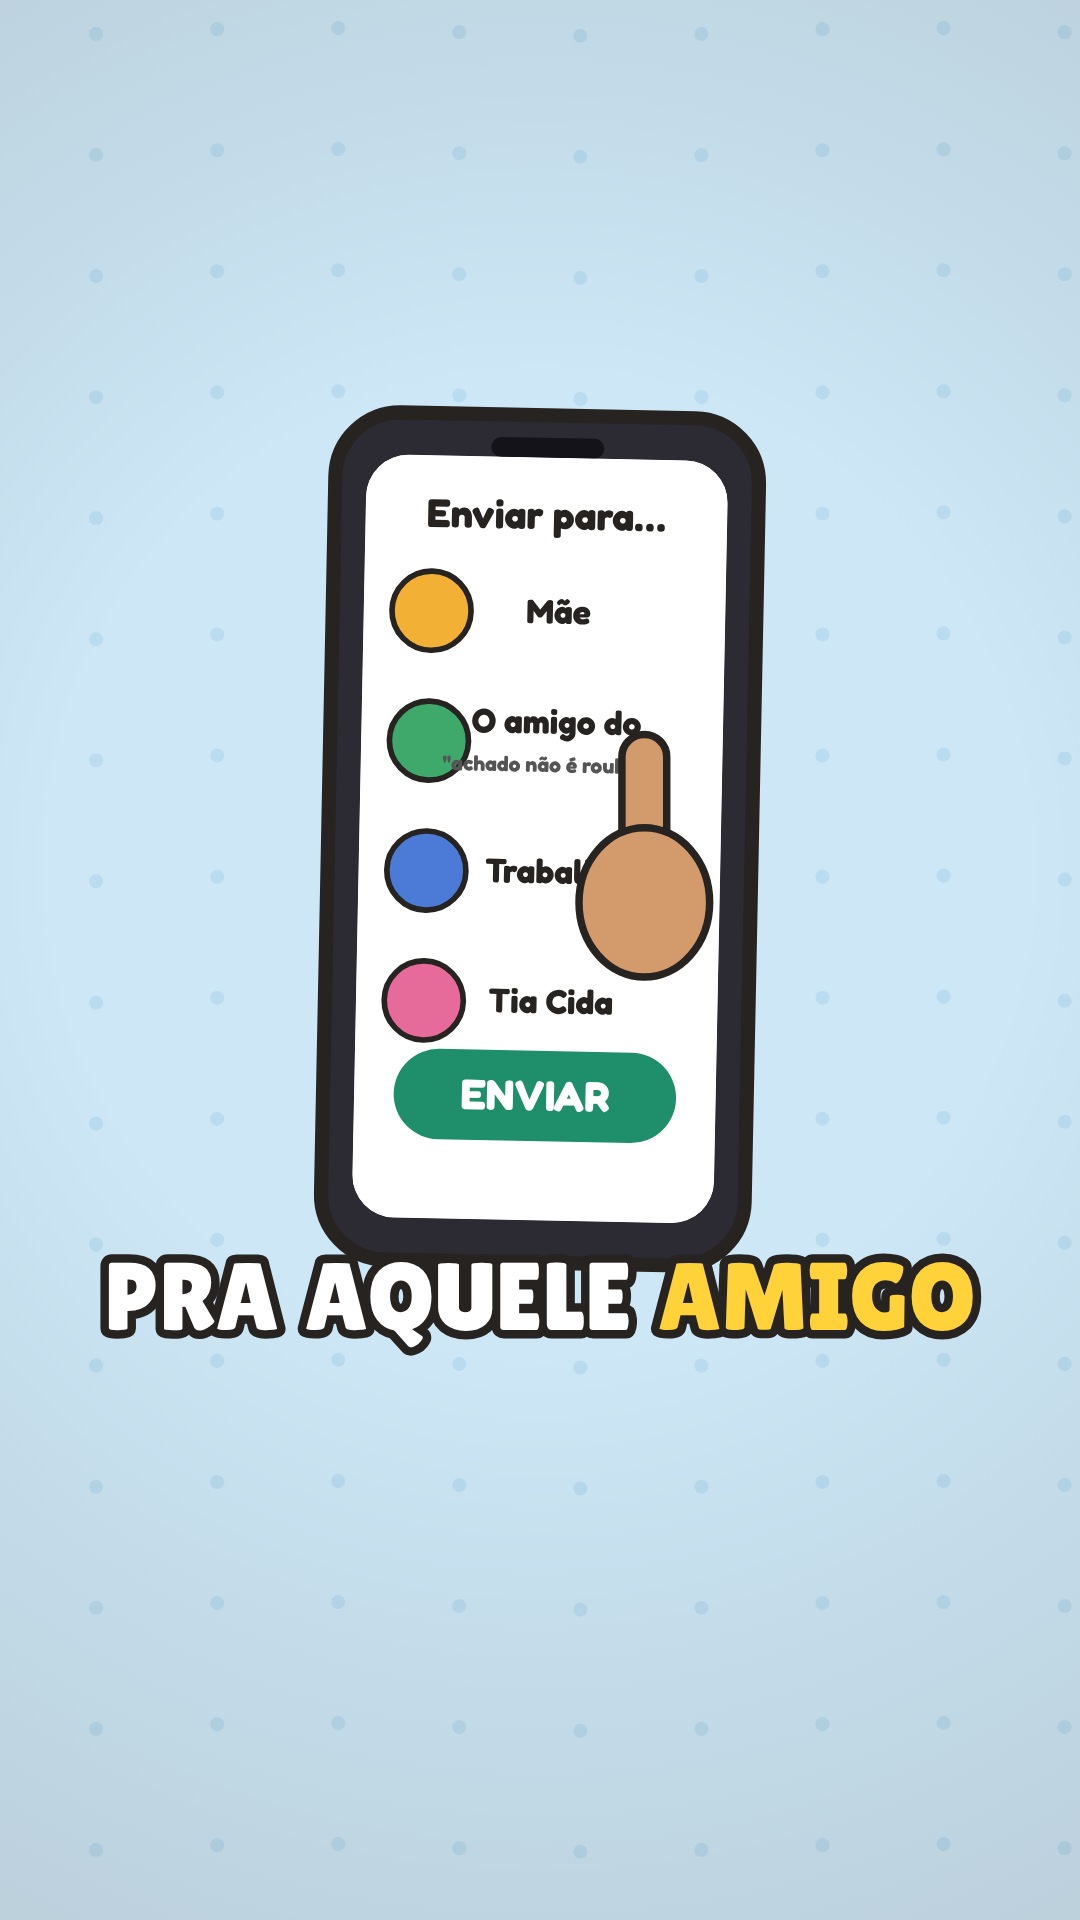 Enviar para...
Mãe
O amigo do
"achado não é
Tia Cida
ENVIAR
PRA AQUELE AMIGO